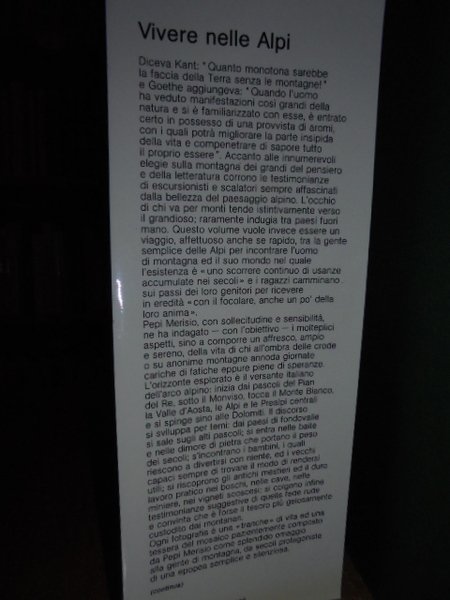 Vivere nelle Alpi
Diceva Kant: "Quanto monotona sarebbe
la faccia della Terra senza le montagne!"
e Goethe aggiungeva: "Quando l'uomo
ha veduto manifestazioni così grandi della
natura e si è familiarizzato con esse, è entrato
certo in possesso di una provvista di aromi,
con i quali potrà migliorare la parte insipida
della vita e compenetrare di sapore tutto
il proprio essere". Accanto alle innumerevoli
elegie sulla montagna dei grandi del pensiero
e della letteratura corrono le testimonianze
di escursionisti e scalatori sempre affascinati
dalla bellezza del paesaggio alpino. L'occhio
di chi va per monti tende istintivamente verso
il grandioso; raramente indugia tra paesi fuori
mano. Questo volume vuole invece essere un
viaggio, affettuoso anche se rapido, tra la gente
semplice delle Alpi per incontrare l'uomo
di montagna ed il suo mondo nel quale
l'esistenza è «uno scorrere continuo di usanze
accumulate nei secoli» e i ragazzi camminano
sui passi dei loro genitori per ricevere
in eredità «con il focolare, anche un po' della
loro anima».
Pepi Merisio, con sollecitudine e sensibilità,
ne ha indagato — con l'obiettivo — i molteplici
aspetti, sino a comporre un affresco, ampio
e sereno, della vita di chi all'ombra delle crode
o su anonime montagne annoda giornate
cariche di fatiche eppure piene di speranze.
L'orizzonte esplorato è il versante italiano
dell'arco alpino: inizia dai pascoli del Pian
del Re, sotto il Monviso, tocca il Monte Bianco,
la Valle d'Aosta, le Alpi e le Prealpi centrali
e si spinge sino alle Dolomiti. Il discorso
si sviluppa per temi: dai paesi di fondovalle
si sale sugli alti pascoli; si entra nelle baite
e nelle dimore di pietra che portano il peso
dei secoli; s'incontrano i bambini, i quali
riescono a divertirsi con niente, ed i vecchi
capaci sempre di trovare il modo di rendersi
utili; si riscoprono gli antichi mestieri ed il duro
lavoro pratico nei boschi, nelle cave, nelle
miniere, nei vigneti scoscesi; si colgono infine
testimonianze suggestive di quella fede rude
e convinta che è forse il tesoro più gelosamente
custodito dai montanari.
Ogni fotografia è una «tranche» di vita ed una
tessera del mosaico pazientemente composto
da Pepi Merisio come splendido omaggio
alla gente di montagna, da secoli protagonista
di una epopea semplice e silenziosa.
(continua)